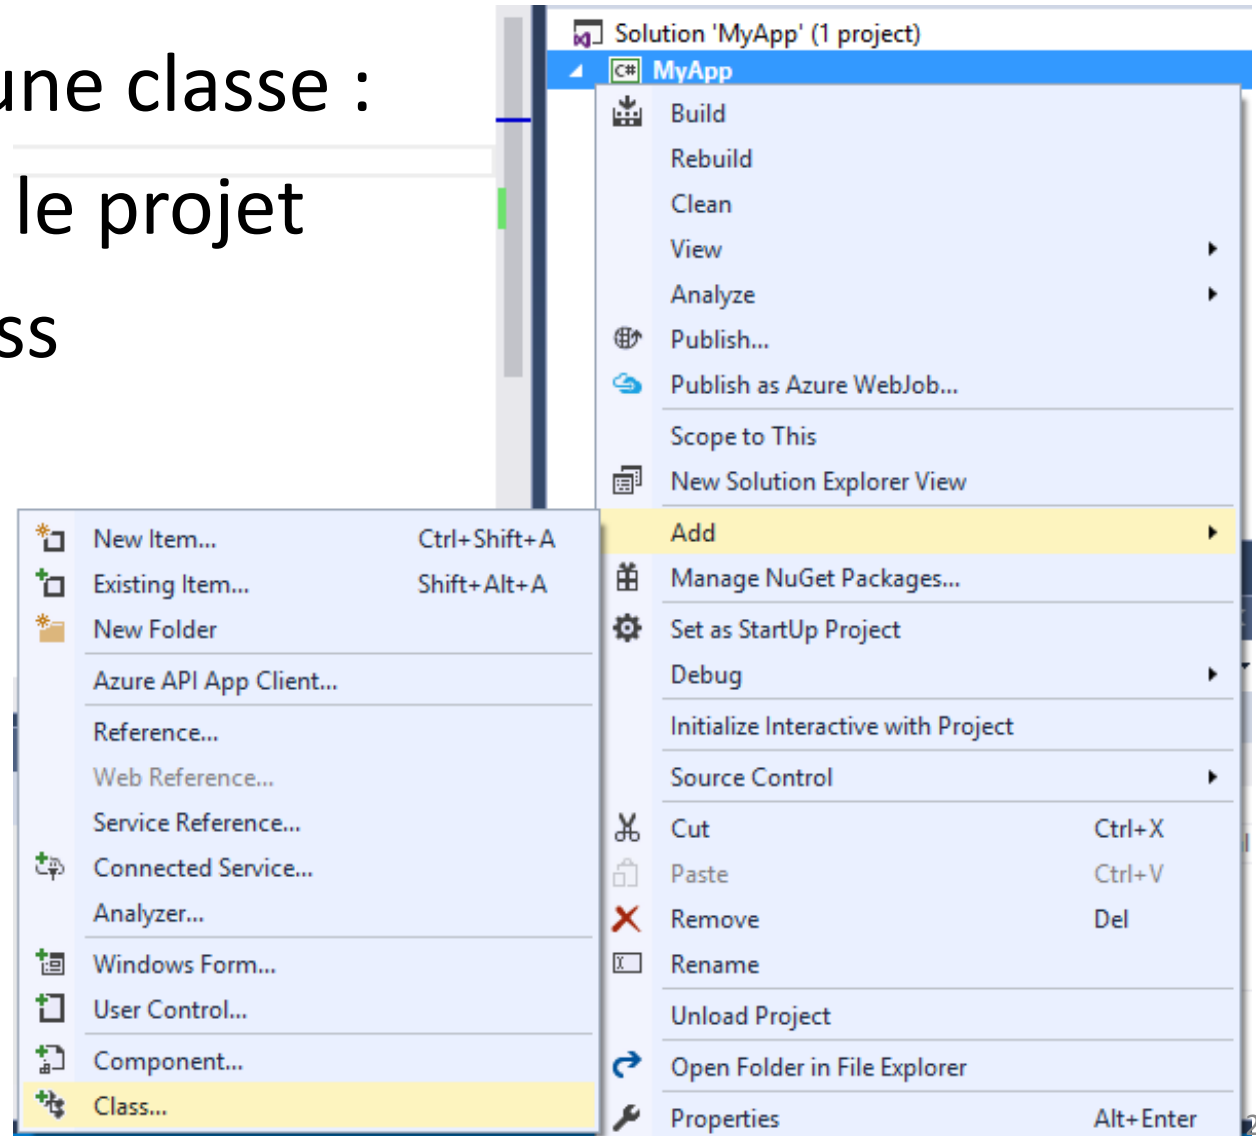 une classe :
le projet
ss
Solution 'MyApp' (1 project)
C# MyApp
Build
Rebuild
Clean
View
Analyze
Publish...
Publish as Azure WebJob...
Scope to This
New Solution Explorer View
Add
Manage NuGet Packages...
Set as StartUp Project
Debug
Initialize Interactive with Project
Source Control
Cut Ctrl+X
Paste Ctrl+V
Remove Del
Rename
Unload Project
Open Folder in File Explorer
Properties Alt+Enter
New Item... Ctrl+Shift+A
Existing Item... Shift+Alt+A
New Folder
Azure API App Client...
Reference...
Web Reference...
Service Reference...
Connected Service...
Analyzer...
Windows Form...
User Control...
Component...
Class...